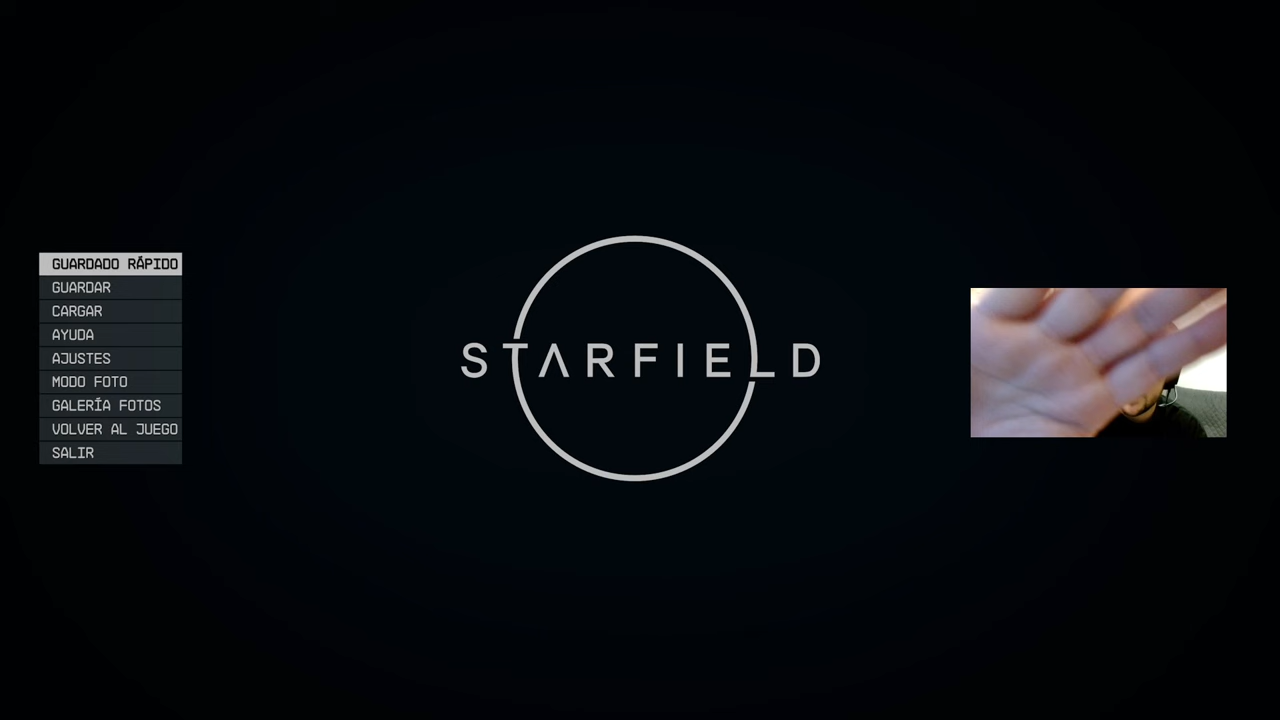 GUARDADO RÁPIDO
GUARDAR
CARGAR
AYUDA
AJUSTES
MODO FOTO
GALERÍA FOTOS
VOLVER AL JUEGO
SALIR
STARFIELD